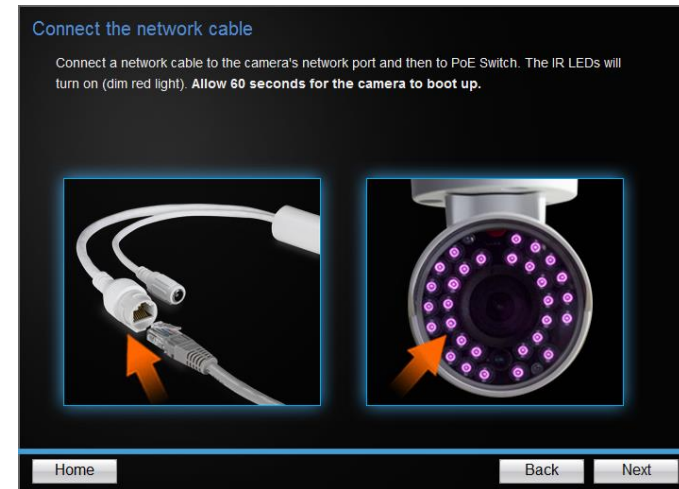 Connect the network cable
Connect a network cable to the camera's network port and then to PoE Switch. The IR LEDs will
turn on (dim red light). Allow 60 seconds for the camera to boot up.
Home
Back
Next